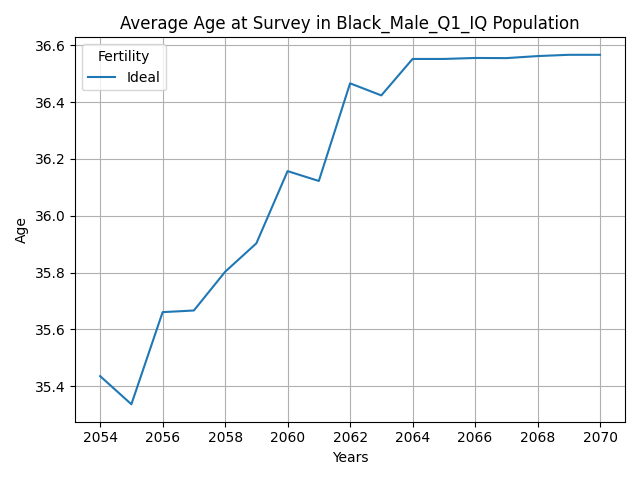 Average Age at Survey in Black_Male_Q1_IQ Population
Fertility
Ideal
36.6
36.4
36.2
36.0
35.8
35.6
35.4
Age
2054 2056 2058 2060 2062 2064 2066 2068 2070
Years